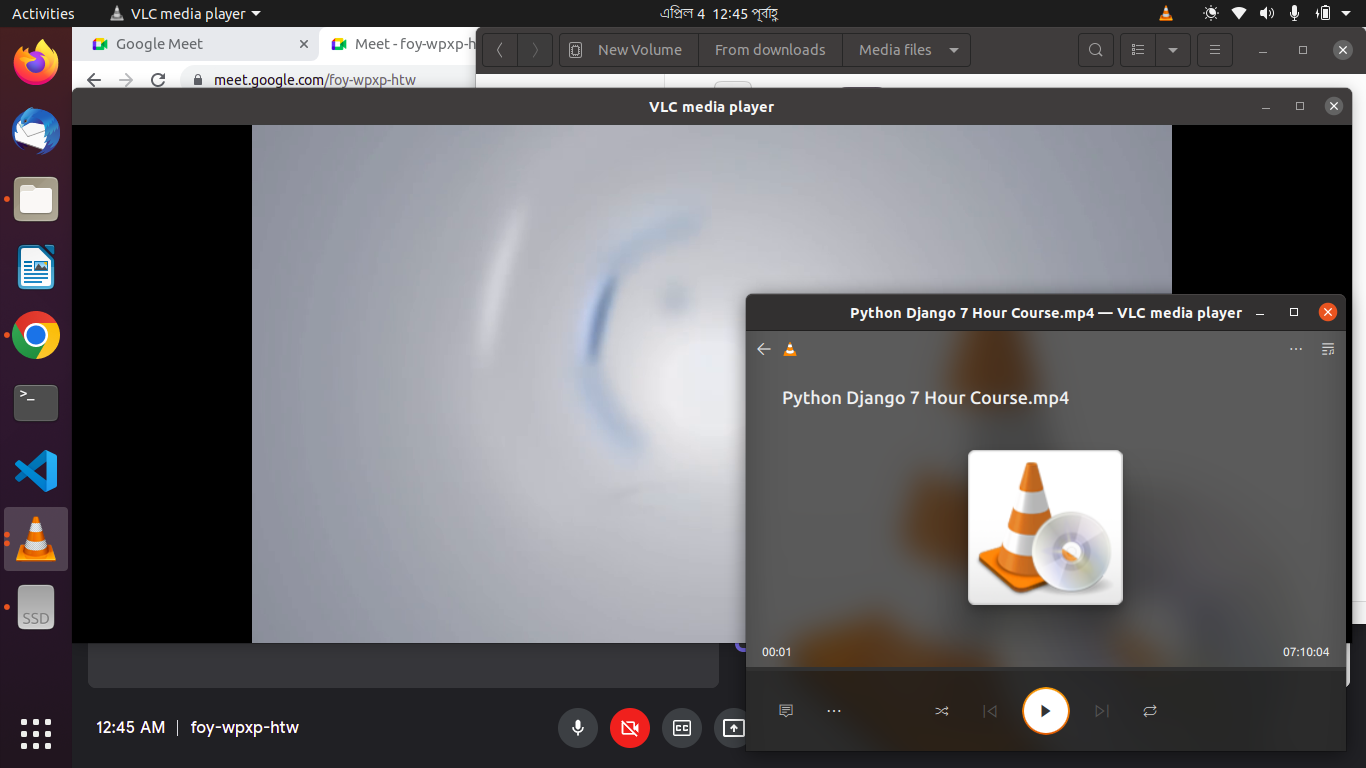 Activities
VLC media player
এপ্রিল 4 12:45 পূর্বাহ্ণ
Google Meet
Meet - foy-wpxp-h
New Volume
From downloads
Media files
meet.google.com/foy-wpxp-htw
VLC media player
Python Django 7 Hour Course.mp4 — VLC media player
Python Django 7 Hour Course.mp4
>_
SSD
00:01
07:10:04
12:45 AM | foy-wpxp-htw
CC